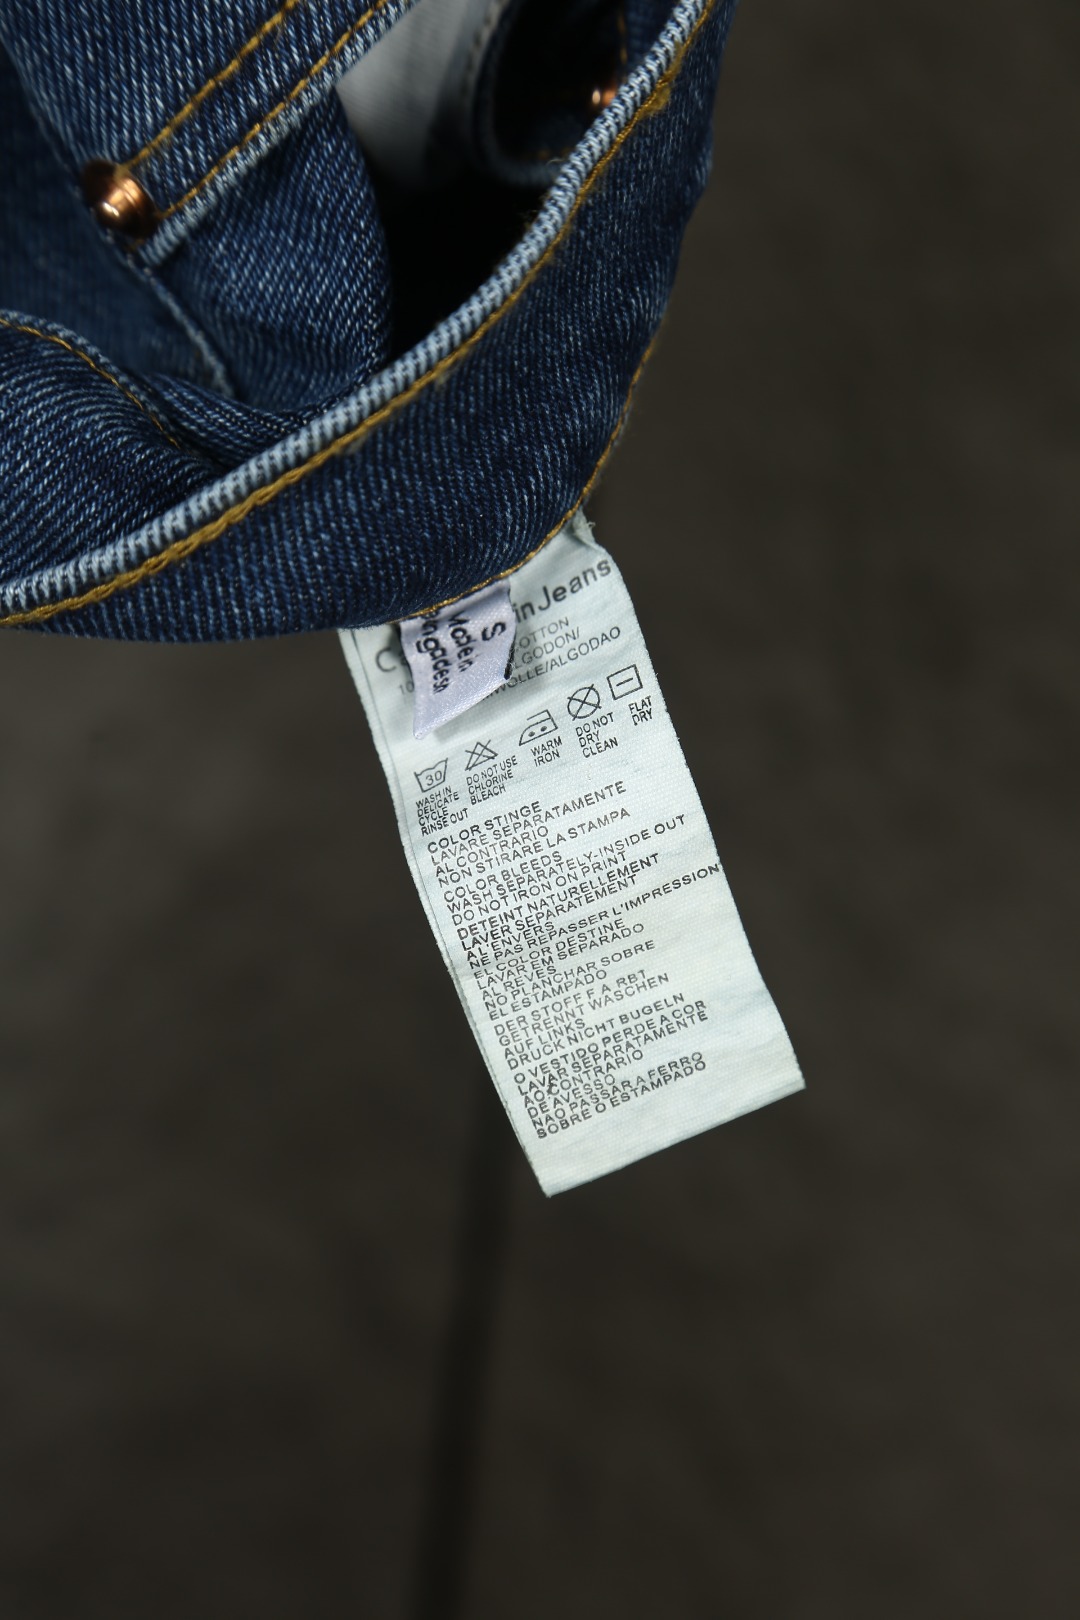 in Jeans
S
Made in
COTTON
ALGODON/
WOLLE/ALGODAO
30
WASH IN
DELICATE
CYCLE
RINSE OUT
DO NOT USE
CHLORINE
BLEACH
WARM
IRON
DO NOT
DRY
CLEAN
FLAT
DRY
COLOR STINGE
LAVARE SEPARATAMENTE
AL CONTRARIO
NON STIRARE LA STAMPA
COLOR BLEEDS
WASH SEPARATELY-INSIDE OUT
DO NOT IRON ON PRINT
DETEINT NATURELLEMENT
LAVER SEPARATEMENT
A L'ENVERS
NE PAS REPASSER L'IMPRESSION
EL COLOR DESTINE
LAVAR EM SEPARADO
AL REVES
NO PLANCHAR SOBRE
EL ESTAMPADO
DER STOFF F A RBT
GETRENNT WASCHEN
AUF LINKS
DRUCK NICHT BUGELN
O VESTIDO PERDE A COR
LAVAR SEPARATAMENTE
AO CONTRARIO
DE AVESSO
NAO PASSAR A FERRO
SOBRE O ESTAMPADO